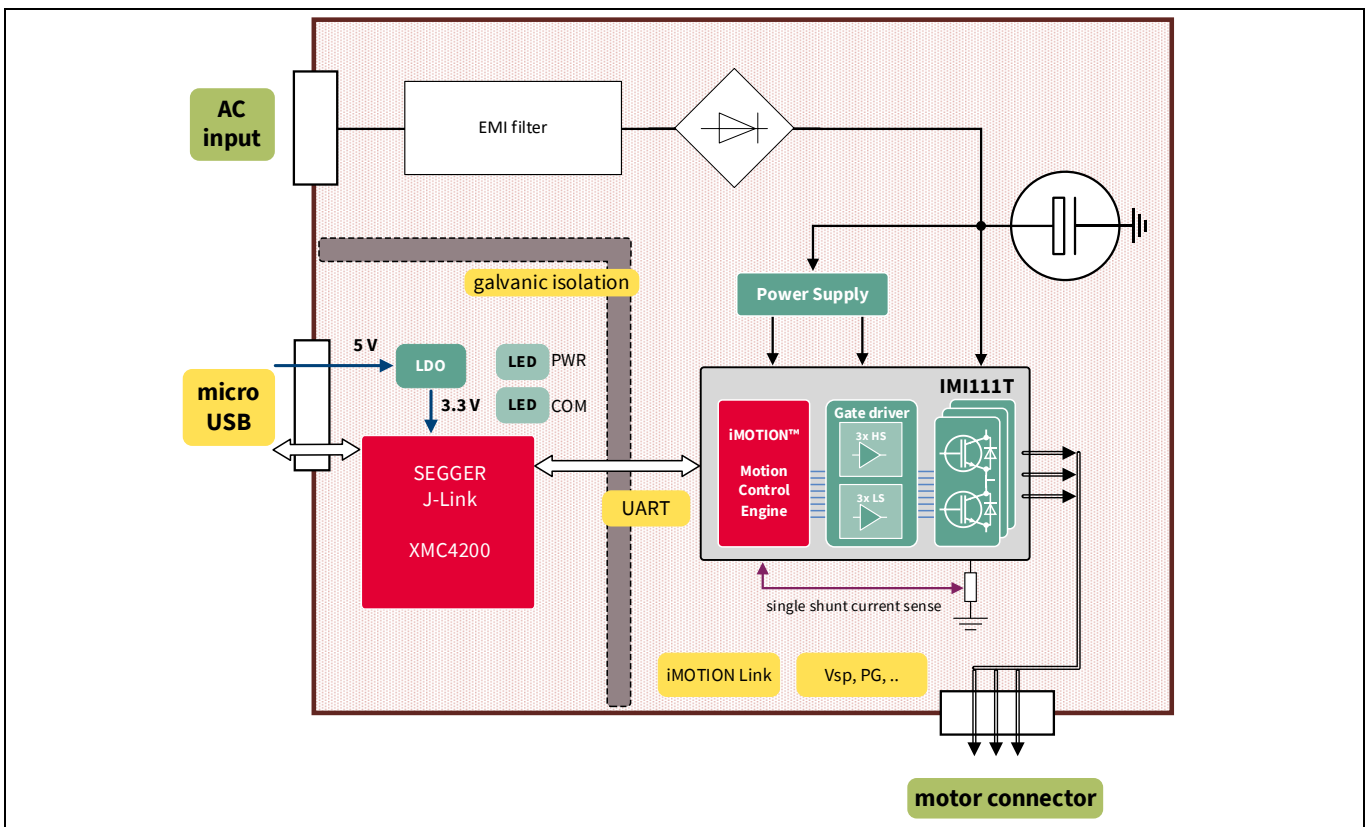 AC
input
EMI filter
galvanic isolation
Power Supply
5 V
LDO
LED PWR
3.3 V
LED COM
micro
USB
SEGGER
J-Link
XMC4200
UART
IMI111T
iMOTION™
Motion
Control
Engine
Gate driver
3x HS
3x LS
single shunt current sense
iMOTION Link
Vsp, PG, ..
motor connector